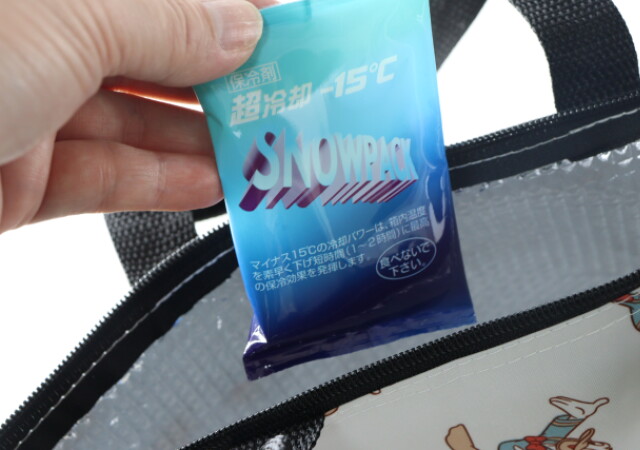 保冷剤
超冷却-15℃
SNOWPACK
マイナス15℃の冷却パワーは、箱内温度
を素早く下げ短時間(1~2時間)に最高
の保冷効果を発揮します。
食べないで
下さい。